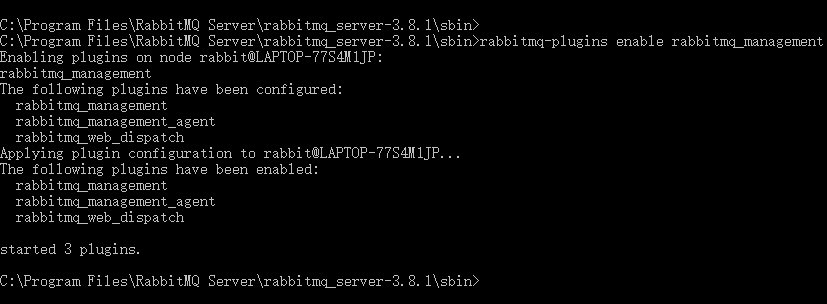 C:\Program Files\RabbitMQ Server\rabbitmq_server-3.8.1\sbin>
C:\Program Files\RabbitMQ Server\rabbitmq_server-3.8.1\sbin>rabbitmq-plugins enable rabbitmq_management
Enabling plugins on node rabbit@LAPTOP-77S4M1JP:
rabbitmq_management
The following plugins have been configured:
  rabbitmq_management
  rabbitmq_management_agent
  rabbitmq_web_dispatch
Applying plugin configuration to rabbit@LAPTOP-77S4M1JP...
The following plugins have been enabled:
  rabbitmq_management
  rabbitmq_management_agent
  rabbitmq_web_dispatch

started 3 plugins.

C:\Program Files\RabbitMQ Server\rabbitmq_server-3.8.1\sbin>